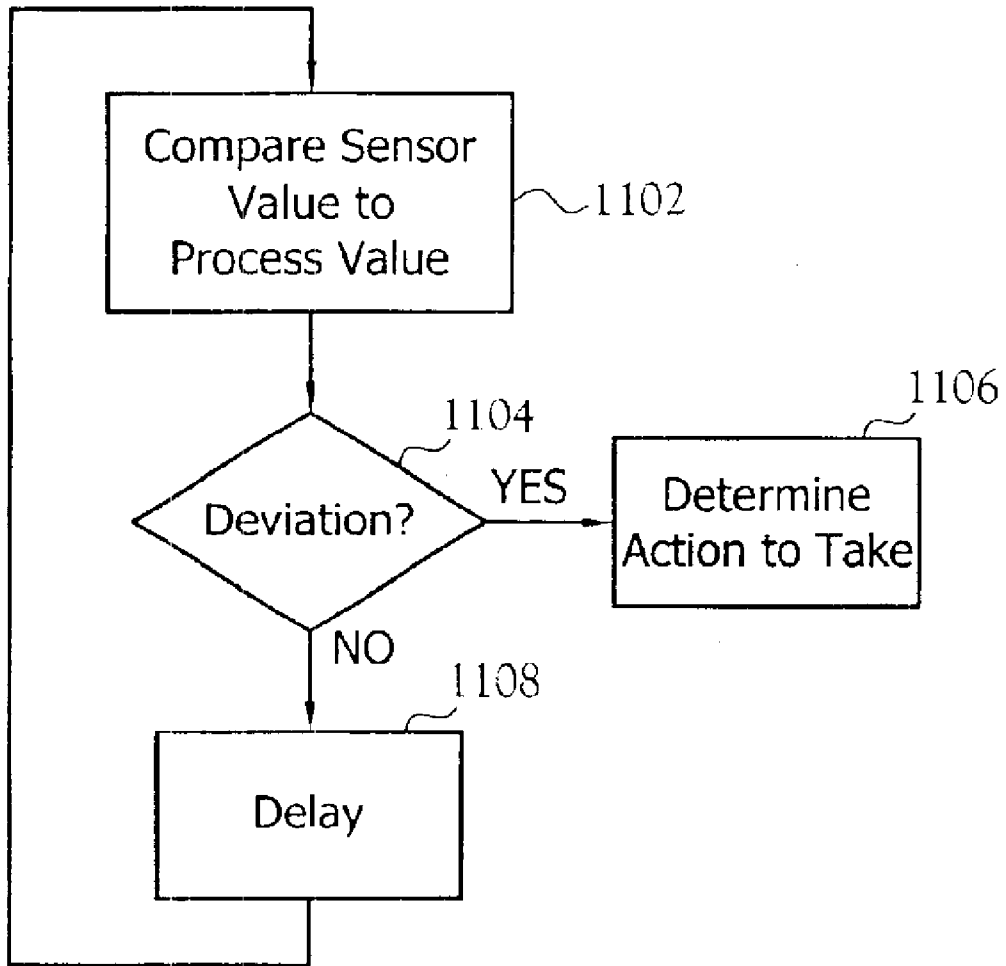 Compare Sensor
Value to
Process Value
1102
1104
Deviation?
YES
1106
Determine
Action to Take
NO
1108
Delay